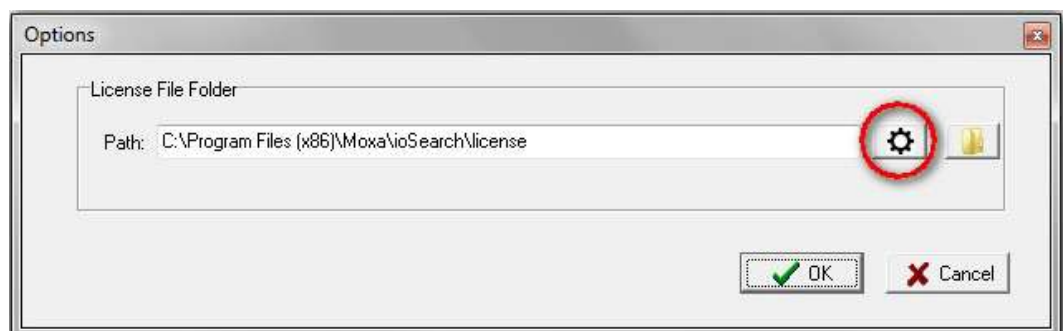 Options
License File Folder
Path: C:\Program Files (x86)\Moxa\ioSearch\license
OK Cancel